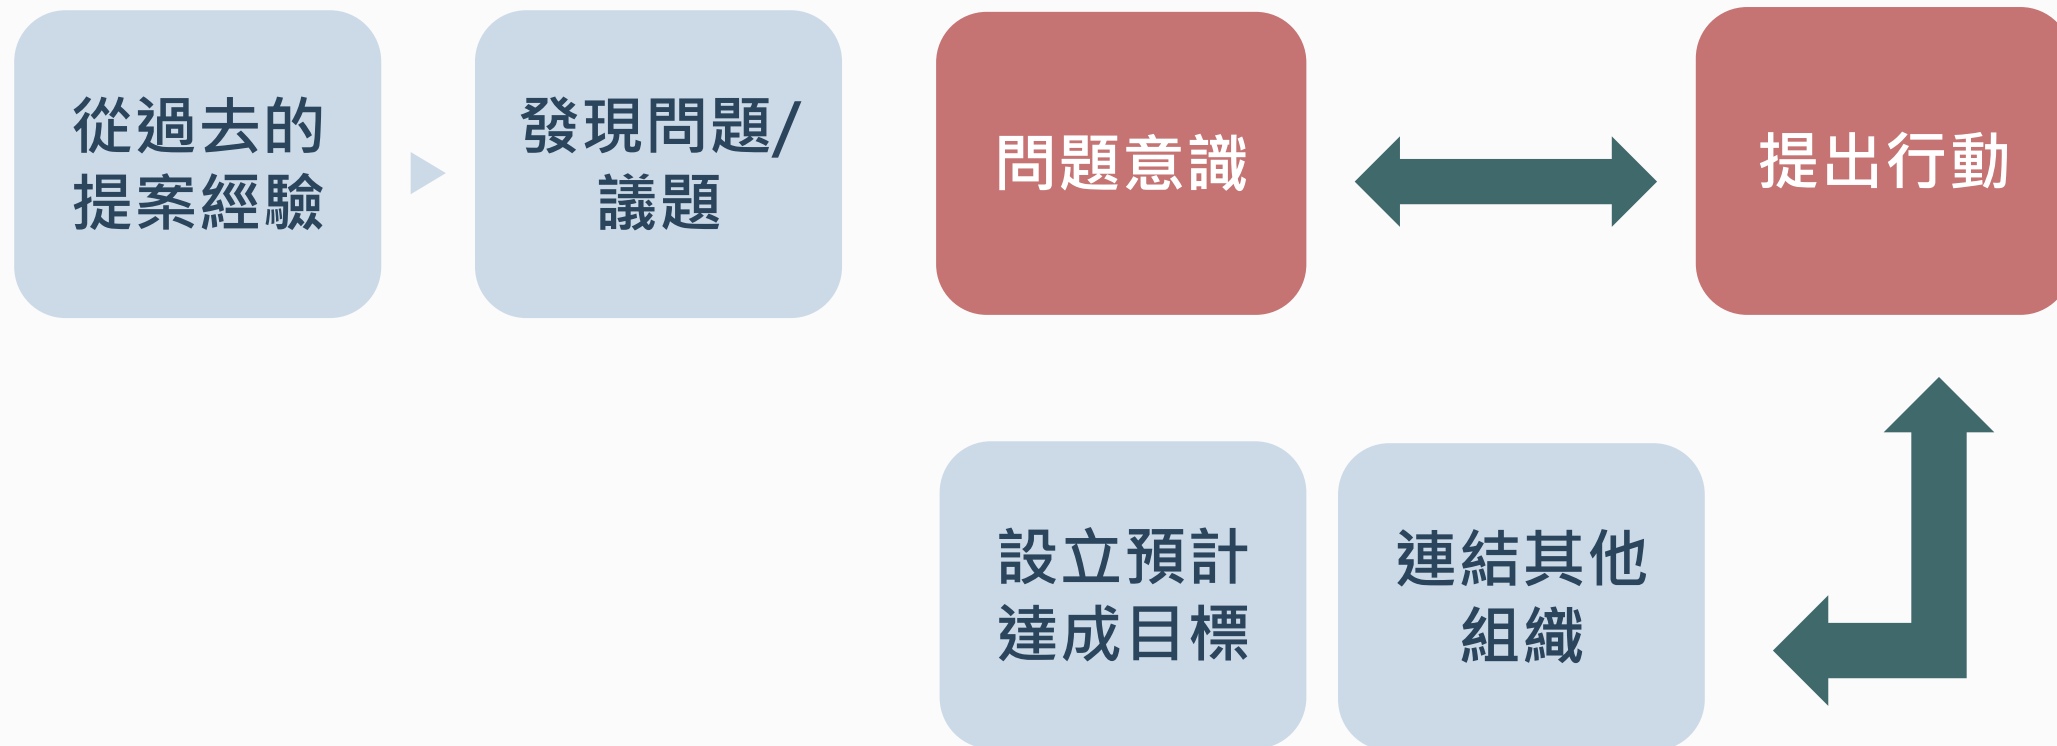 從過去的
提案經驗
發現問題/
議題
問題意識
提出行動
設立預計
達成目標
連結其他
組織